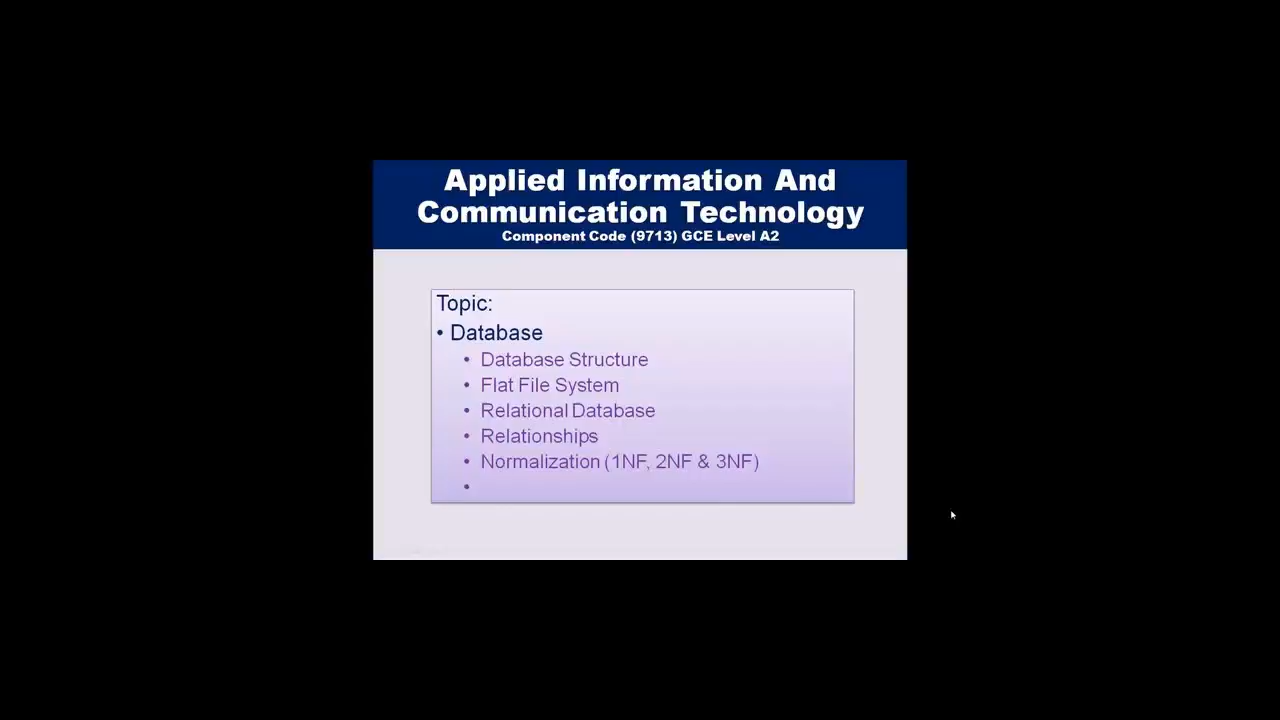 Applied Information And
Communication Technology
Component Code (9713) GCE Level A2
Topic:
• Database
• Database Structure
• Flat File System
• Relational Database
• Relationships
• Normalization (1NF, 2NF & 3NF)
•